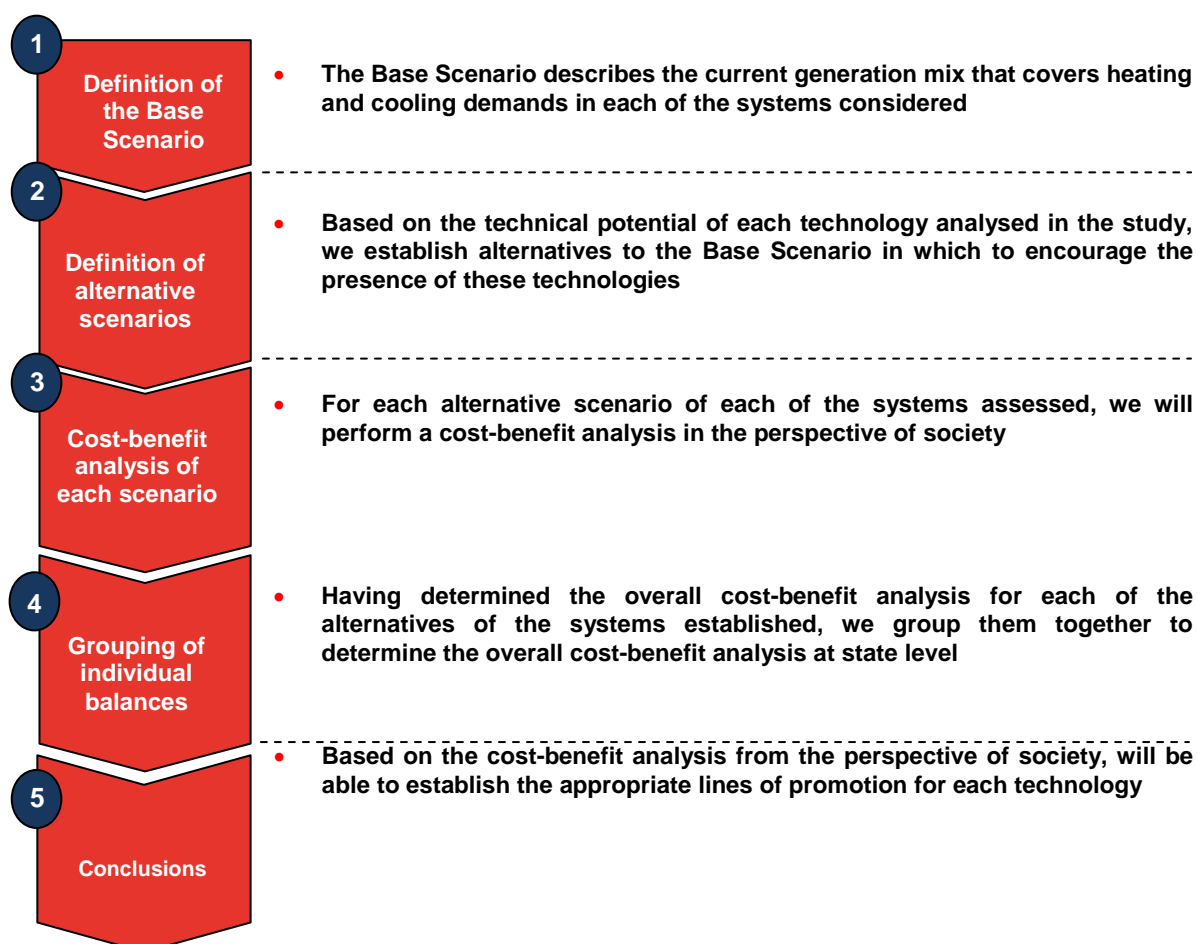 1
Definition of
the Base
Scenario
• The Base Scenario describes the current generation mix that covers heating
and cooling demands in each of the systems considered
2
Definition of
alternative
scenarios
• Based on the technical potential of each technology analysed in the study,
we establish alternatives to the Base Scenario in which to encourage the
presence of these technologies
3
Cost-benefit
analysis of
each scenario
• For each alternative scenario of each of the systems assessed, we will
perform a cost-benefit analysis in the perspective of society
4
Grouping of
individual
balances
• Having determined the overall cost-benefit analysis for each of the
alternatives of the systems established, we group them together to
determine the overall cost-benefit analysis at state level
5
Conclusions
• Based on the cost-benefit analysis from the perspective of society, will be
able to establish the appropriate lines of promotion for each technology